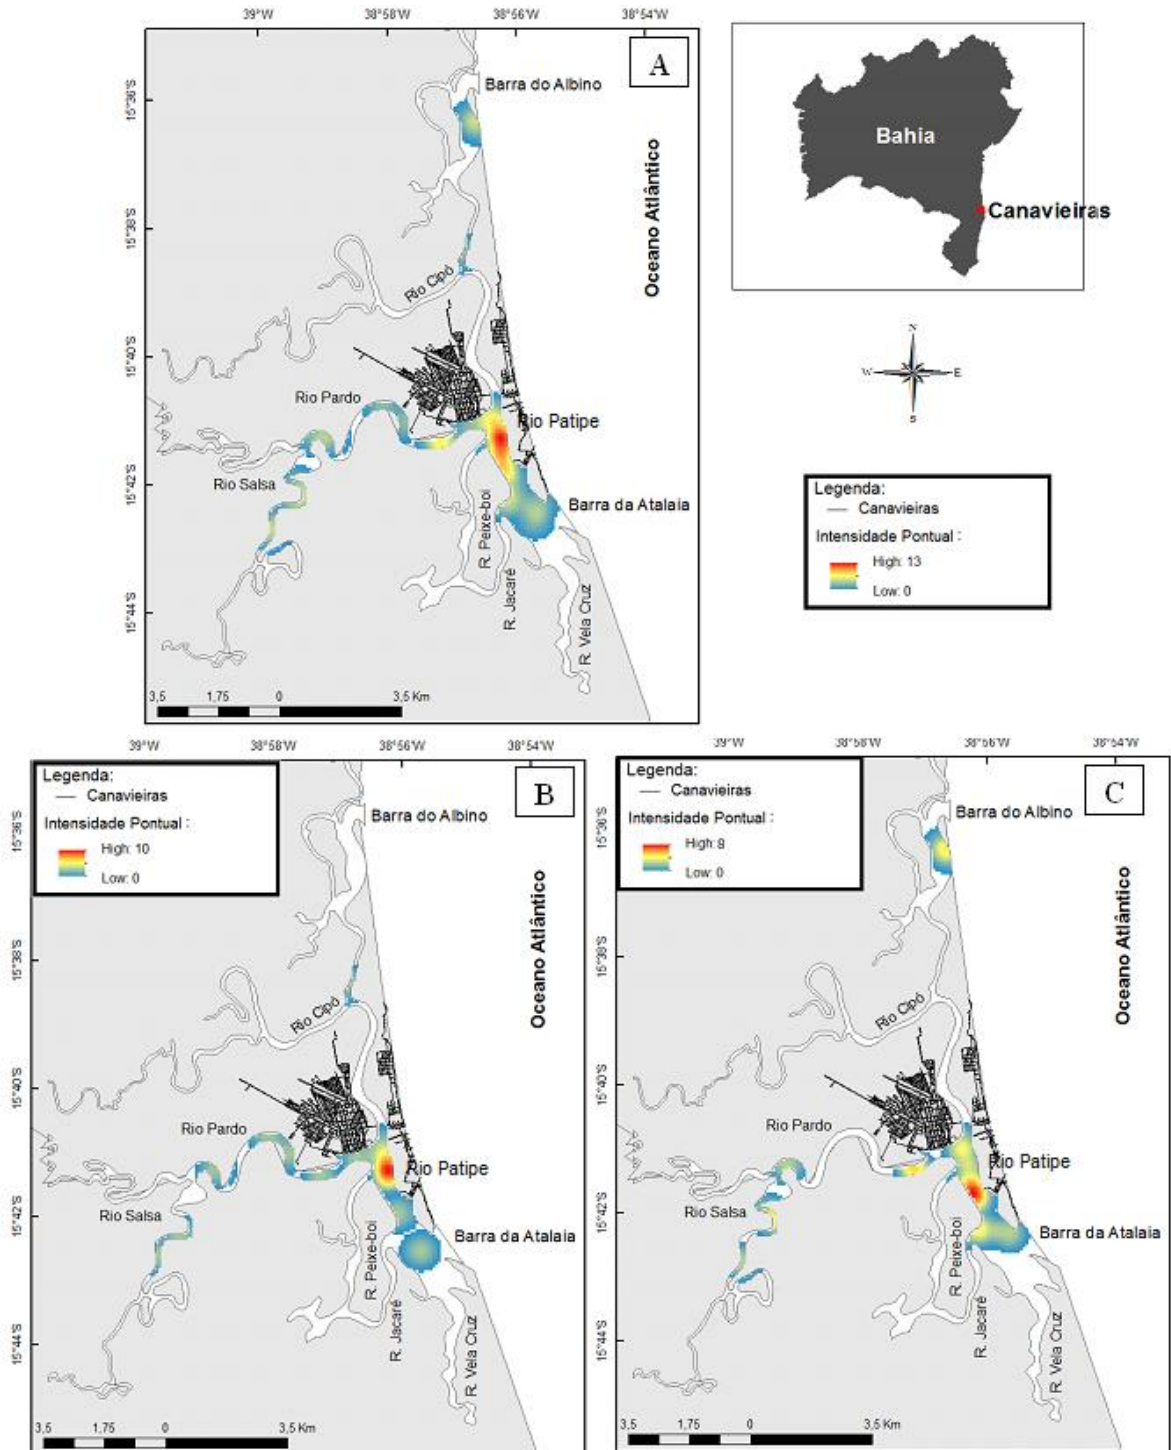 39°W
38°58'W
38°56'W
38°54'W
A
Barra do Albino
15°36'S
15°38'S
15°40'S
15°42'S
15°44'S
Oceano Atlântico
Rio Cipó
Rio Pardo
Rio Patipe
Rio Salsa
Barra da Atalaia
R. Peixe-boi
R. Jacaré
R. Vela Cruz
3,5 1,75 0 3,5 Km
Bahia
Canavieiras
N
W E
S
Legenda:
Canavieiras
Intensidade Pontual :
High: 13
Low: 0
39°W
38°58'W
38°56'W
38°54'W
Legenda:
Canavieiras
Intensidade Pontual :
High: 10
Low: 0
B
Barra do Albino
15°36'S
15°38'S
15°40'S
15°42'S
15°44'S
Oceano Atlântico
Rio Cipó
Rio Pardo
Rio Patipe
Rio Salsa
Barra da Atalaia
R. Peixe-boi
R. Jacaré
R. Vela Cruz
3,5 1,75 0 3,5 Km
39°W
38°58'W
38°56'W
38°54'W
Legenda:
Canavieiras
Intensidade Pontual :
High: 8
Low: 0
C
Barra do Albino
15°36'S
15°38'S
15°40'S
15°42'S
15°44'S
Oceano Atlântico
Rio Cipó
Rio Pardo
Rio Patipe
Rio Salsa
Barra da Atalaia
R. Peixe-boi
R. Jacaré
R. Vela Cruz
3,5 1,75 0 3,5 Km